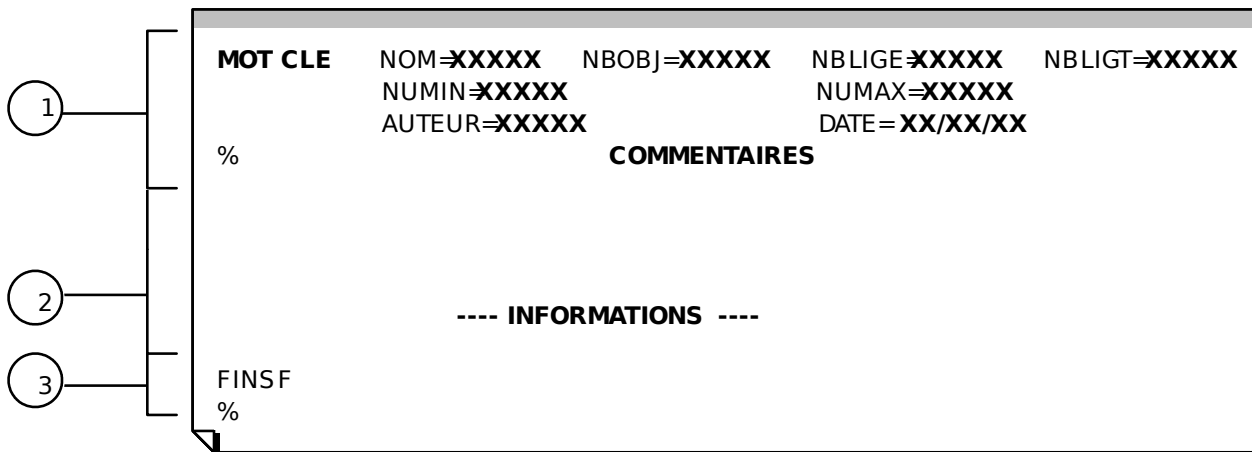 MOT CLE NOM=XXXXX NBOBJ=XXXXX NBLIGE=XXXXX NBLIGT=XXXXX
NUMIN=XXXXX NUMAX=XXXXX
1 AUTEUR=XXXXX DATE= XX/XX/XX
% COMMENTAIRES
2 ---- INFORMATIONS ----
3 FINSF
%